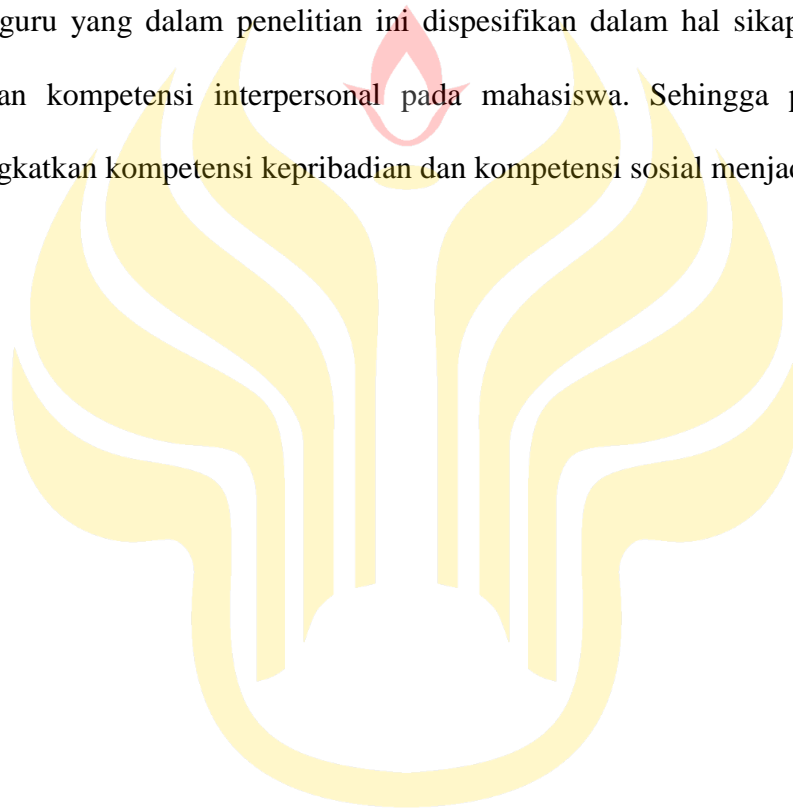 guru yang dalam penelitian ini dispesifikan dalam hal sikap
an kompetensi interpersonal pada mahasiswa. Sehingga p
gkatkan kompetensi kepribadian dan kompetensi sosial menjad